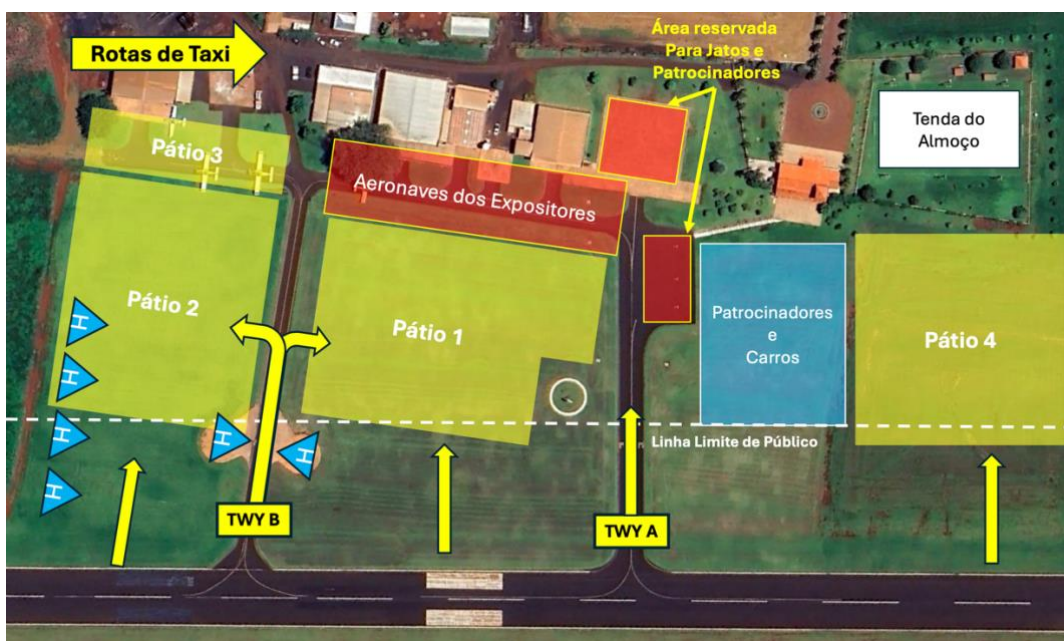 Rotas de Taxi
Área reservada
Para Jatos e
Patrocinadores
Tenda do
Almoço
Pátio 3
Aeronaves dos Expositores
Pátio 2
Pátio 1
Patrocinadores
e
Carros
Pátio 4
H
H
H
H
H
H
Linha Limite de Público
TWY B
TWY A